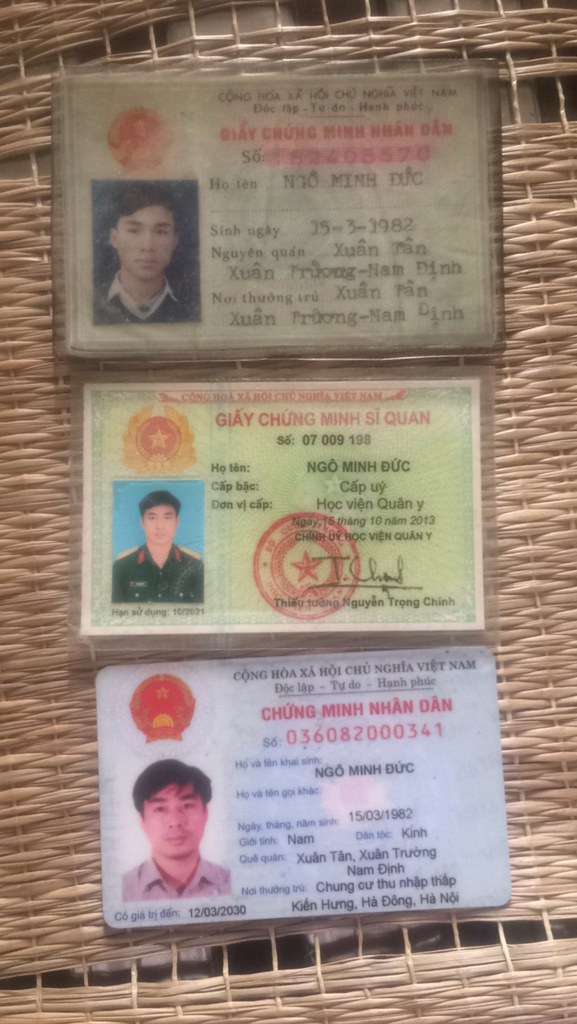 CỘNG HÒA XÃ HỘI CHỦ NGHĨA VIỆT NAM
Độc lập - Tự do - Hạnh phúc
GIẤY CHỨNG MINH NHÂN DÂN
Số:
Họ tên NGÔ MINH ĐỨC
Sinh ngày 15-3-1982
Nguyên quán Xuân Tân
Xuân Trường-Nam Định
Nơi thường trú Xuân Tân
Xuân Trường-Nam Định
CỘNG HOÀ XÃ HỘI CHỦ NGHĨA VIỆT NAM
GIẤY CHỨNG MINH SĨ QUAN
Số: 07 009 198
Họ tên: NGÔ MINH ĐỨC
Cấp bậc: Cấp uý
Đơn vị cấp: Học viện Quân y
Ngày, 15 tháng 10 năm 2013
CHÍNH UỶ HỌC VIỆN QUÂN Y
Thiếu tướng Nguyễn Trọng Chính
Hạn sử dụng: 10/2021
CỘNG HÒA XÃ HỘI CHỦ NGHĨA VIỆT NAM
Độc lập - Tự do - Hạnh phúc
CHỨNG MINH NHÂN DÂN
Số: 036082000341
Họ và tên khai sinh:
NGÔ MINH ĐỨC
Họ và tên gọi khác:
Ngày, tháng, năm sinh: 15/03/1982
Giới tính: Nam Dân tộc: Kinh
Quê quán: Xuân Tân, Xuân Trường
Nam Định
Nơi thường trú: Chung cư thu nhập thấp
Kiến Hưng, Hà Đông, Hà Nội
Có giá trị đến: 12/03/2030